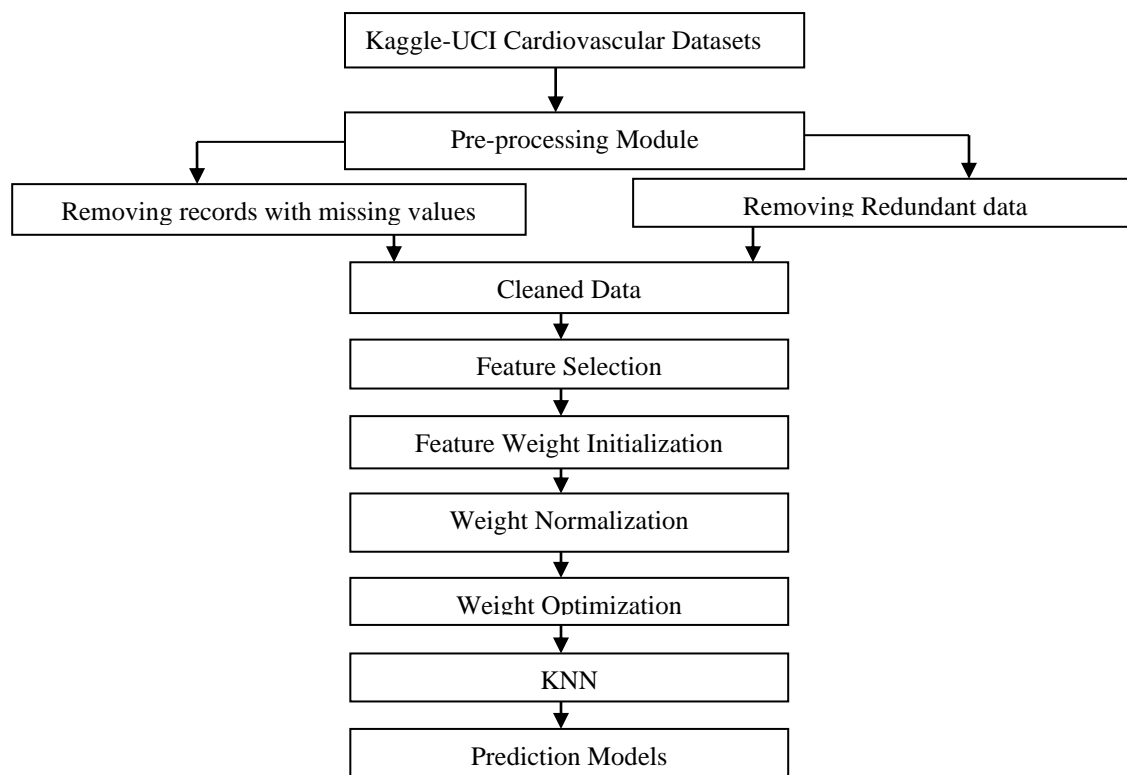 Kaggle-UCI Cardiovascular Datasets
Pre-processing Module
Removing records with missing values
Removing Redundant data
Cleaned Data
Feature Selection
Feature Weight Initialization
Weight Normalization
Weight Optimization
KNN
Prediction Models